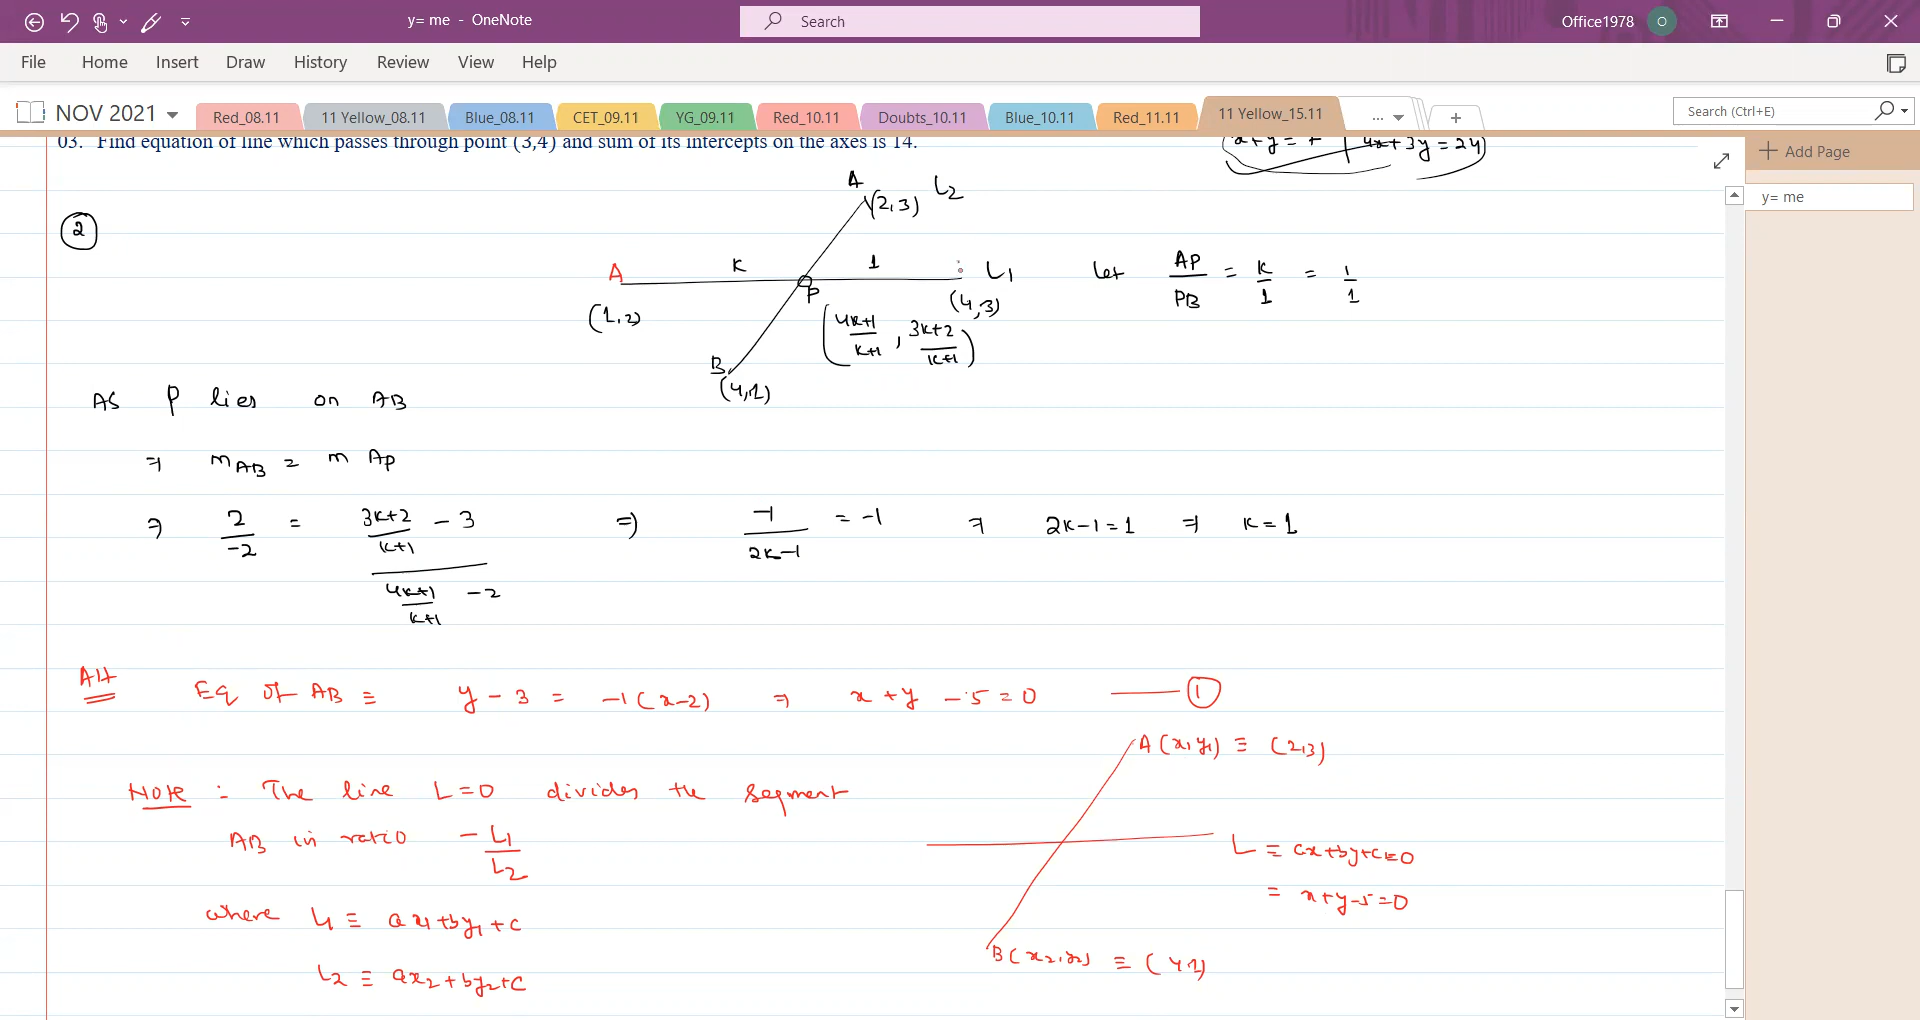 y= me - OneNote
Search
Office1978
O
File Home Insert Draw History Review View Help
NOV 2021
Red_08.11 11 Yellow_08.11 Blue_08.11 CET_09.11 YG_09.11 Red_10.11 Doubts_10.11 Blue_10.11 Red_11.11 11 Yellow_15.11 ... +
Search (Ctrl+E)
Add Page
y= me
03. Find equation of line which passes through point (3,4) and sum of its intercepts on the axes is 14.
x+y = 7 | 4x+3y = 24
2
A (2,3) L2
A K 1 L1
(1,2) P (4,3)
(4k+1/k+1 , 3k+2/k+1)
B (4,1)
Let AP/PB = K/1 = 1/1
AS P lies on AB
⇒ mAB = m AP
⇒ 2/-2 = (3k+2/k+1 - 3)/(4k+1/k+1 - 2) ⇒ -1/2k-1 = -1 ⇒ 2k-1=1 ⇒ k=1
Alt
Eq of AB ≡ y - 3 = -1(x-2) ⇒ x+y-5=0 — 1
A(x1,y1) ≡ (2,3)
Note : The line L=0 divides the segment
AB in ratio - L1/L2
L ≡ ax+by+c=0
= x+y-5=0
where L1 ≡ ax1+by1+c
B(x2,y2) ≡ (4,1)
L2 ≡ ax2+by2+c